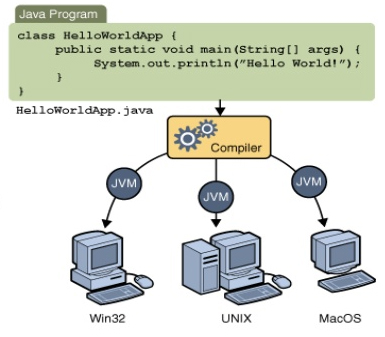 Java Program
class HelloWorldApp {
public static void main(String[] args) {
System.out.println("Hello World!");
}
}
HelloWorldApp.java
Compiler
JVM
JVM
JVM
Win32
UNIX
MacOS